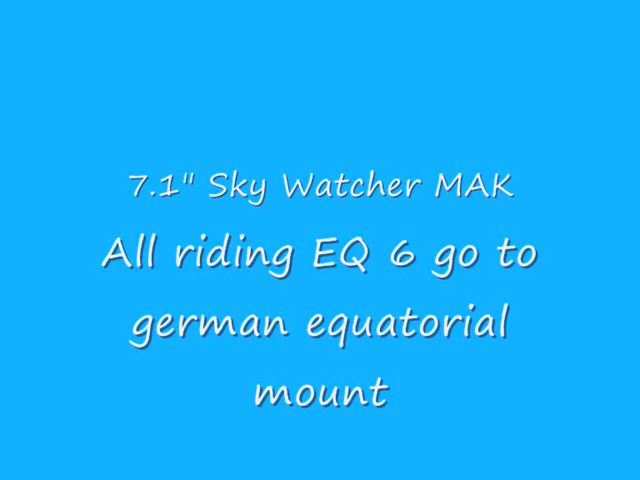 7.1" Sky Watcher MAK
All riding EQ 6 go to
german equatorial
mount